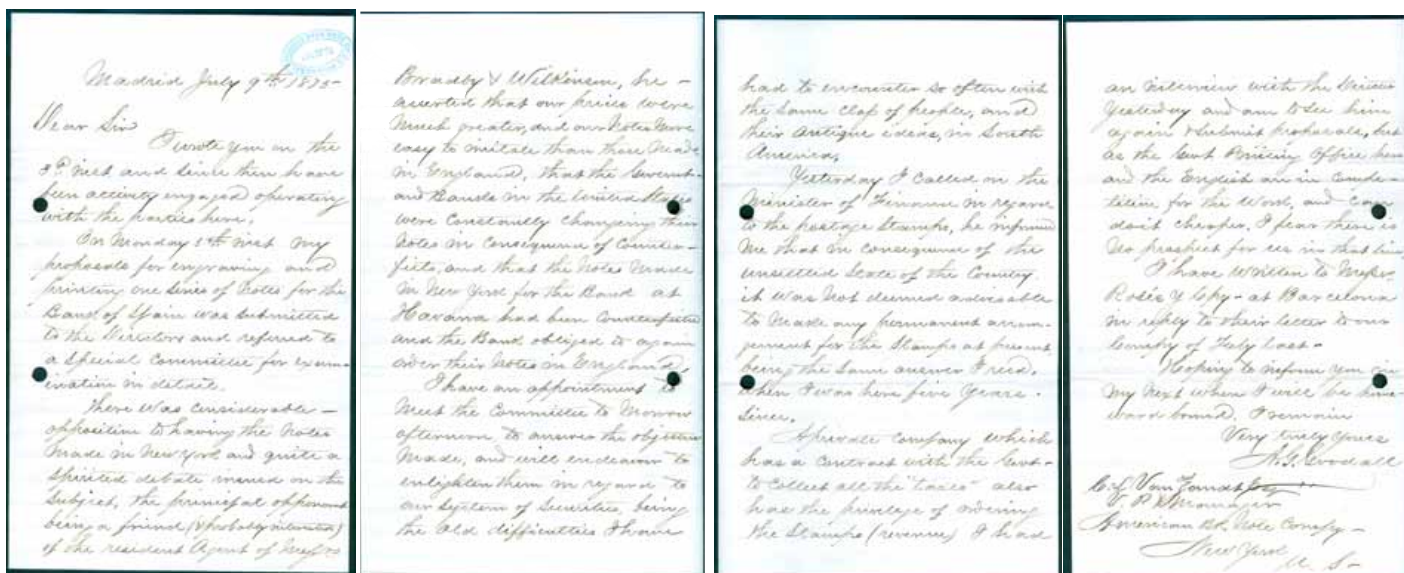 Madrid July 9th 1875-
Dear Sir
I wrote you on the
3d inst and since then have
been actively engaged operating
with the parties here.
On Monday 5th inst my
proposals for engraving and
printing one series of notes for the
Bank of Spain was submitted
to the Directors and referred to
a special Committee for exam-
ination in detail.
There was considerable -
opposition to having the notes
made in New York and quite a
spirited debate insued on the
subject, the principal opponent
being a friend (& probably interested)
of the resident Agent of Messrs
Bradby & Wilkinson, he -
asserted that our prices were
much greater, and our Notes more
easy to imitate than those made
in England, that the Governt-
and Banks in the United States
were Constantly changing their
Notes in Consequence of Counter-
feits, and that the Notes Made
in New York for the Bank at
Havana had been Counterfeited
and the Bank obliged to again
order their Notes in England.
I have an appointment to
meet the Committee to Morrow
afternoon, to answer the objections
Made, and will endeavour to
enlighten them in regard to
our System of Securities, being
the Old difficulties I have
had to encounter so often with
the same class of people, and
their Antique ideas, in South
America.
Yesterday I called on the
Minister of Finance in regard
to the postage Stamps, he informed
Me that in Consequence of the
unsettled State of the Country
it was Not deemed advisable
to Make any permanent arran-
gement for the Stamps at present,
being the same answer I recd.
when I was here five years -
since.
A private Company which
has a Contract with the Govt-
to Collect all the "taxes" also
has the privilege of ordering
the Stamps (revenue) I had
an interview with the
Yesterday and am to See him
again & Submit proposals, but
as the Govt Printing Office here
and the English are in Compe-
tition for the Work, and Can
do it cheaper, I fear there is
No prospect for us in that line
I have written to Messrs
y Copy - at Barcelona
in reply to their letter to our
Compy of July last -
Hoping to inform you in
my Next when I will be home-
ward bound. I remain
Very truly Yours
C. L. Van Zandt
V. P. & Manager
American Bk. Note Compy -
New York
U. S -